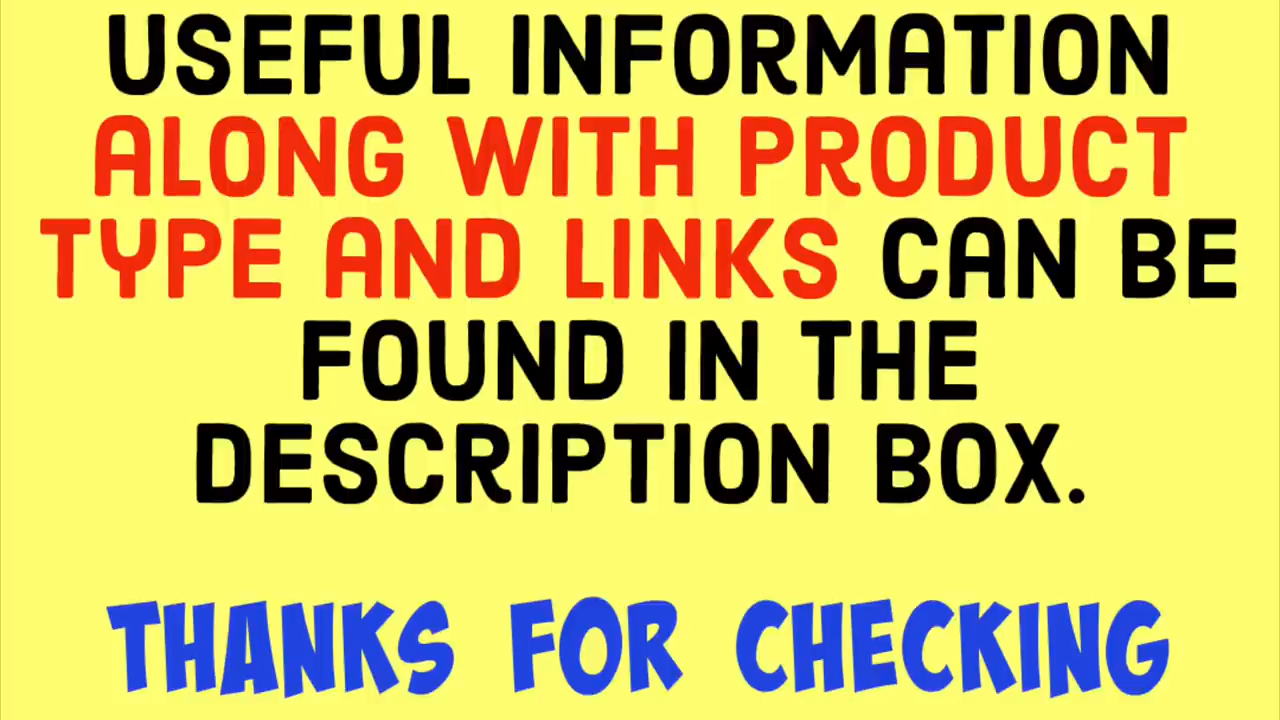 USEFUL INFORMATION
ALONG WITH PRODUCT
TYPE AND LINKS CAN BE
FOUND IN THE
DESCRIPTION BOX.
THANKS FOR CHECKING